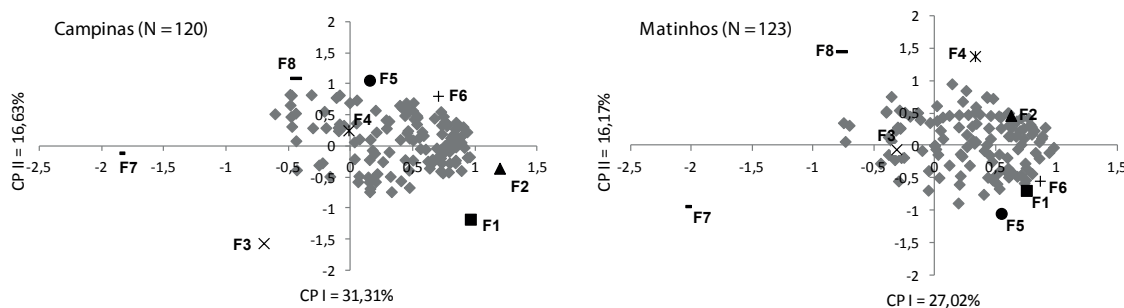 Campinas (N = 120)
CP II = 16,63%
2
1,5
1
0,5
0
-0,5
-1
-1,5
-2
-2,5
-2
-1,5
-1
-0,5
0
0,5
1
1,5
F8
F5
F6
F4
F7
F2
F1
F3
CP I = 31,31%
Matinhos (N = 123)
CP II = 16,17%
2
1,5
1
0,5
0
-0,5
-1
-1,5
-2
-2,5
-2
-1,5
-1
-0,5
0
0,5
1
1,5
F8
F4
F2
F3
F6
F1
F7
F5
CP I = 27,02%